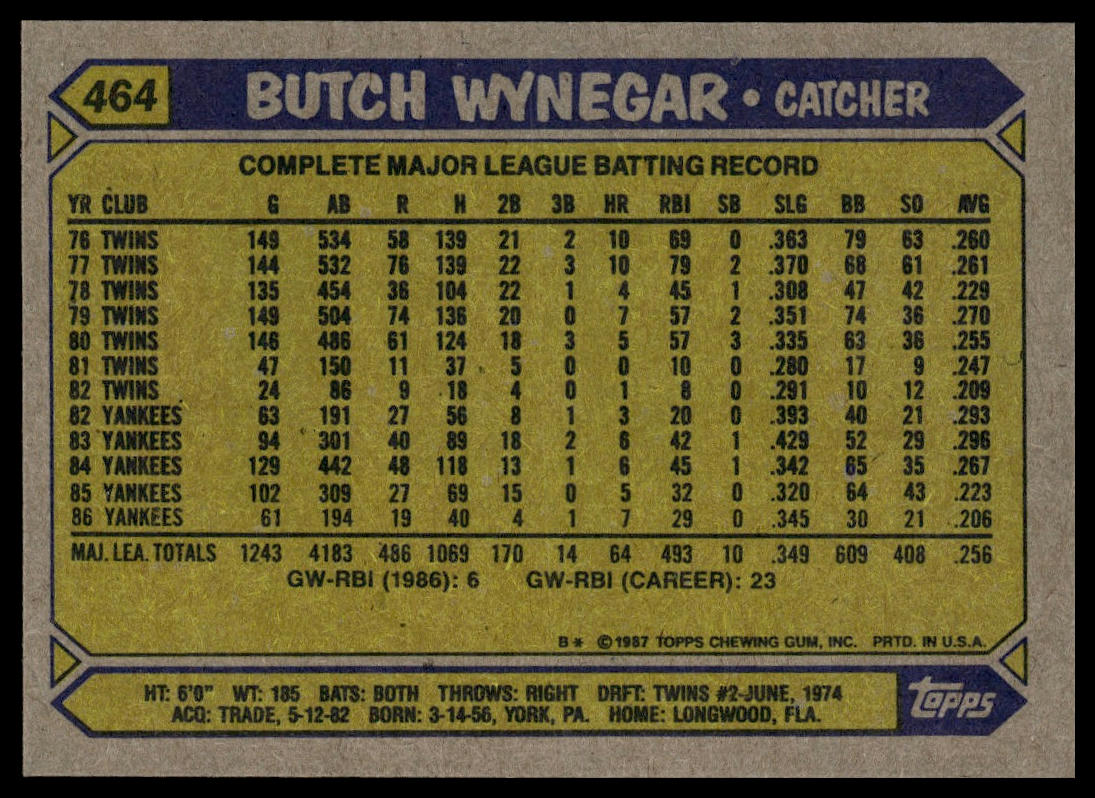 464 BUTCH WYNEGAR • CATCHER
COMPLETE MAJOR LEAGUE BATTING RECORD
YR CLUB G AB R H 2B 3B HR RBI SB SLG BB SO AVG
76 TWINS 149 534 58 139 21 2 10 69 0 .363 79 63 .260
77 TWINS 144 532 76 139 22 3 10 79 2 .370 68 61 .261
78 TWINS 135 454 36 104 22 1 4 45 1 .308 47 42 .229
79 TWINS 149 504 74 136 20 0 7 57 2 .351 74 36 .270
80 TWINS 146 486 61 124 18 3 5 57 3 .335 63 36 .255
81 TWINS 47 150 11 37 5 0 0 10 0 .280 17 9 .247
82 TWINS 24 86 9 18 4 0 1 8 0 .291 10 12 .209
82 YANKEES 63 191 27 56 8 1 3 20 0 .393 40 21 .293
83 YANKEES 94 301 40 89 18 2 6 42 1 .429 52 29 .296
84 YANKEES 129 442 48 118 13 1 6 45 1 .342 65 35 .267
85 YANKEES 102 309 27 69 15 0 5 32 0 .320 64 43 .223
86 YANKEES 61 194 19 40 4 1 7 29 0 .345 30 21 .206
MAJ. LEA. TOTALS 1243 4183 486 1069 170 14 64 493 10 .349 609 408 .256
GW-RBI (1986): 6 GW-RBI (CAREER): 23
B* ©1987 TOPPS CHEWING GUM, INC. PRTD. IN U.S.A.
HT: 6'0" WT: 185 BATS: BOTH THROWS: RIGHT DRFT: TWINS #2-JUNE, 1974
ACQ: TRADE, 5-12-82 BORN: 3-14-56, YORK, PA. HOME: LONGWOOD, FLA.
topps